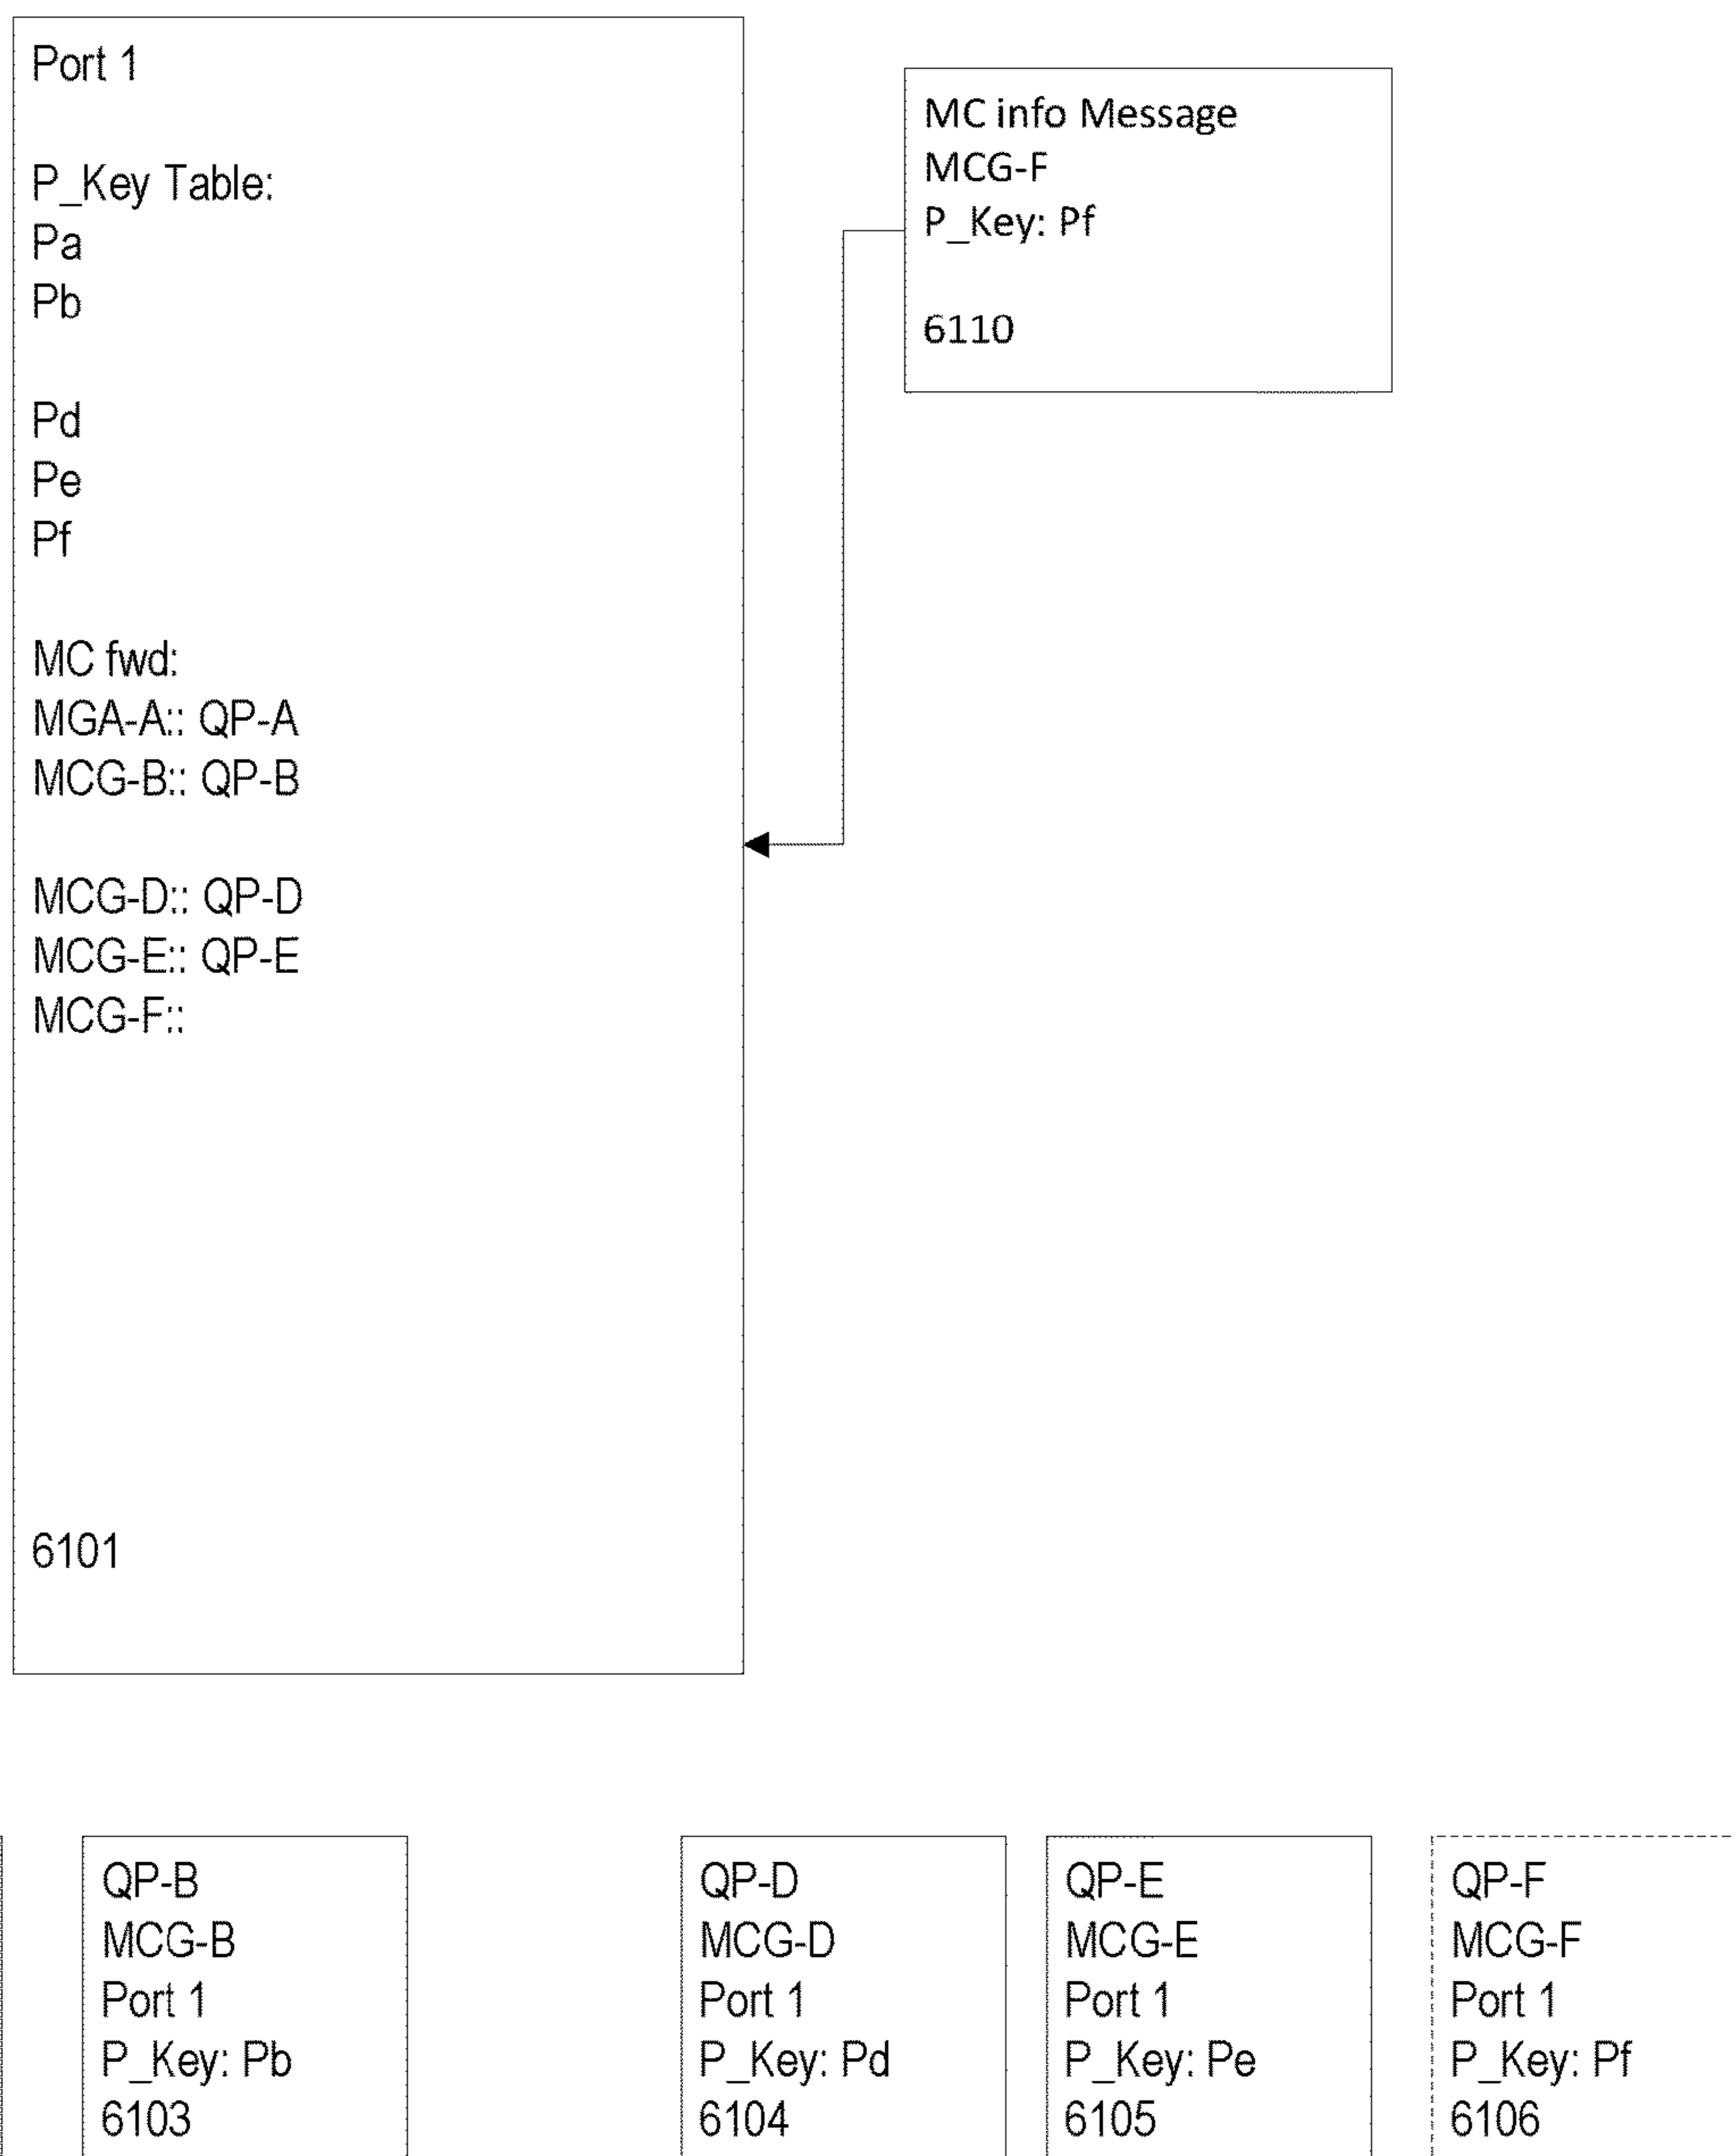 Port 1
P_Key Table:
Pa
Pb
Pd
Pe
Pf
MC fwd:
MGA-A:: QP-A
MCG-B:: QP-B
MCG-D:: QP-D
MCG-E:: QP-E
MCG-F::
6101
MC info Message
MCG-F
P_Key: Pf
6110
QP-B
MCG-B
Port 1
P_Key: Pb
6103
QP-D
MCG-D
Port 1
P_Key: Pd
6104
QP-E
MCG-E
Port 1
P_Key: Pe
6105
QP-F
MCG-F
Port 1
P_Key: Pf
6106